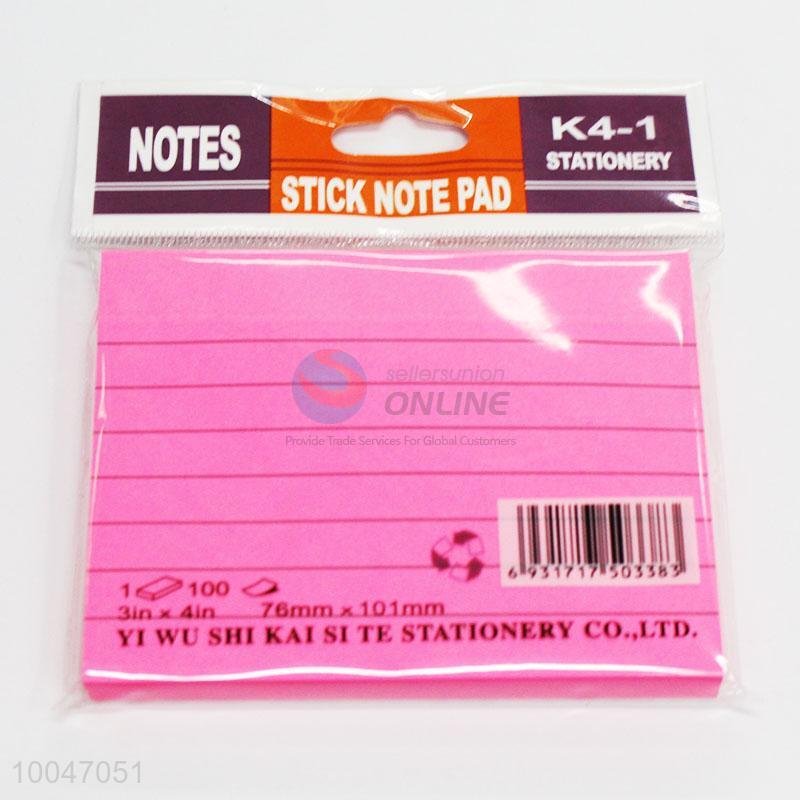 NOTES
STICK NOTE PAD
K4-1
STATIONERY
sellersunion
ONLINE
Provide Trade Services For Global Customers
6 931717 503383
1 100
3in x 4in 76mm x 101mm
YI WU SHI KAI SI TE STATIONERY CO.,LTD.
10047051